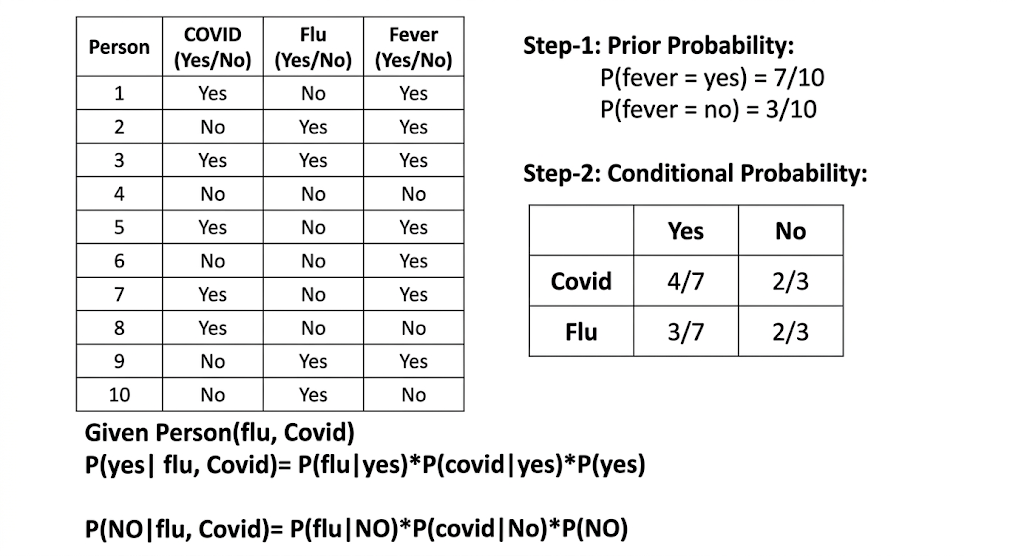 Person COVID (Yes/No) Flu (Yes/No) Fever (Yes/No)
1 Yes No Yes
2 No Yes Yes
3 Yes Yes Yes
4 No No No
5 Yes No Yes
6 No No Yes
7 Yes No Yes
8 Yes No No
9 No Yes Yes
10 No Yes No
Step-1: Prior Probability:
P(fever = yes) = 7/10
P(fever = no) = 3/10
Step-2: Conditional Probability:
Yes No
Covid 4/7 2/3
Flu 3/7 2/3
Given Person(flu, Covid)
P(yes| flu, Covid)= P(flu|yes)*P(covid|yes)*P(yes)
P(NO|flu, Covid)= P(flu|NO)*P(covid|No)*P(NO)